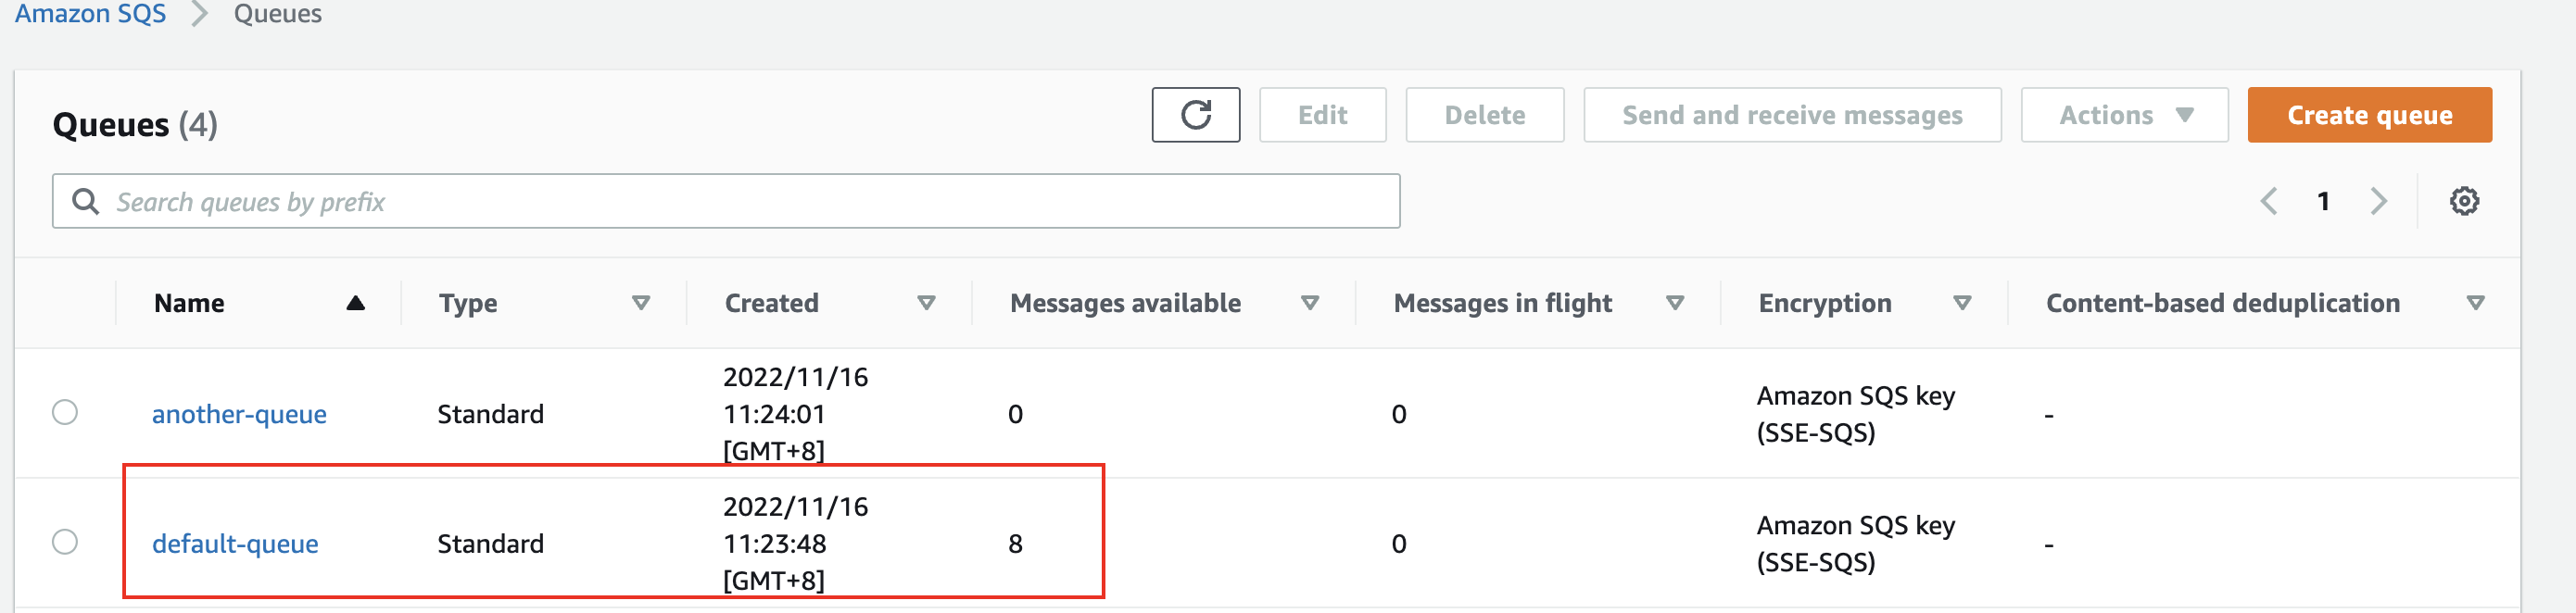 Amazon SQS > Queues
Queues (4)
Edit
Delete
Send and receive messages
Actions
Create queue
Search queues by prefix
1
Name Type Created Messages available Messages in flight Encryption Content-based deduplication
another-queue Standard 2022/11/16 11:24:01 [GMT+8] 0 0 Amazon SQS key (SSE-SQS) -
default-queue Standard 2022/11/16 11:23:48 [GMT+8] 8 0 Amazon SQS key (SSE-SQS) -